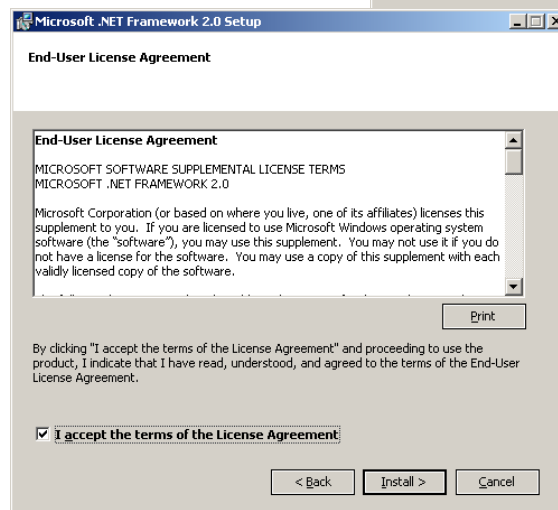 Microsoft .NET Framework 2.0 Setup
End-User License Agreement
End-User License Agreement
MICROSOFT SOFTWARE SUPPLEMENTAL LICENSE TERMS
MICROSOFT .NET FRAMEWORK 2.0
Microsoft Corporation (or based on where you live, one of its affiliates) licenses this
supplement to you.  If you are licensed to use Microsoft Windows operating system
software (the “software”), you may use this supplement.  You may not use it if you do
not have a license for the software.  You may use a copy of this supplement with each
validly licensed copy of the software.
Print
By clicking "I accept the terms of the License Agreement" and proceeding to use the
product, I indicate that I have read, understood, and agreed to the terms of the End-User
License Agreement.
I accept the terms of the License Agreement
< Back Install > Cancel